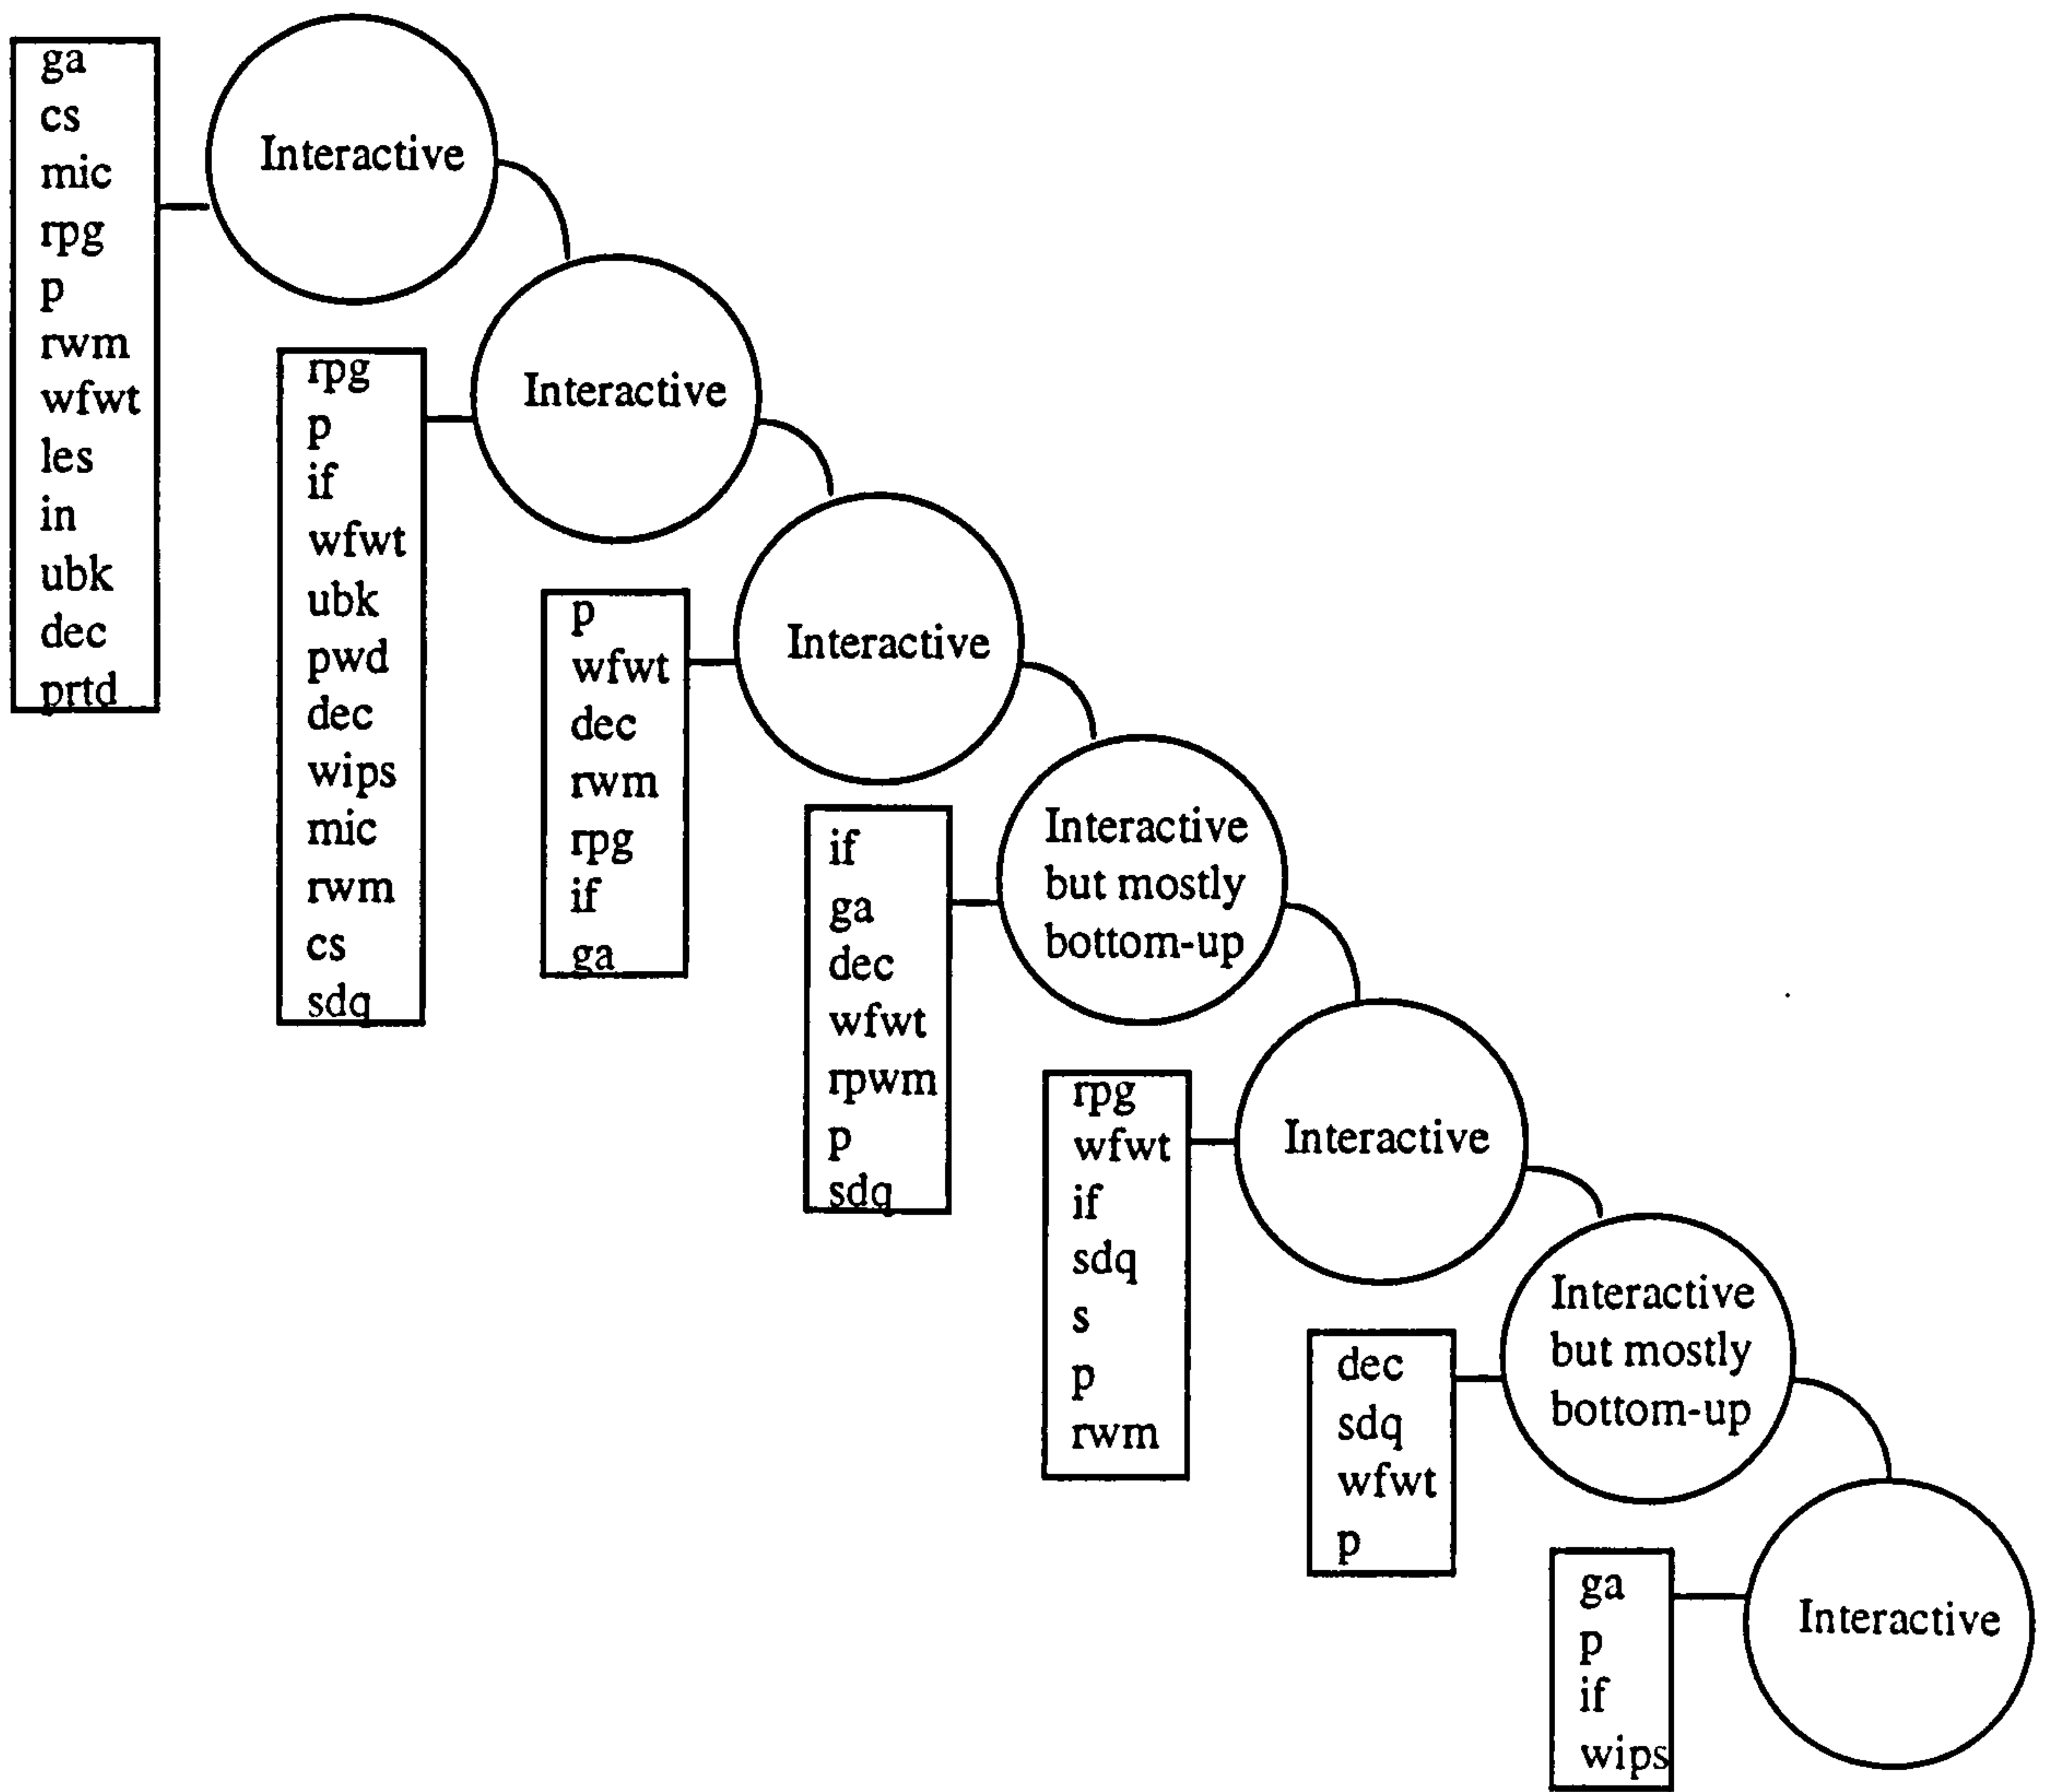 ga
cs
mic
rpg
p
rwm
wfwt
les
in
ubk
dec
prtd
Interactive
rpg
p
if
wfwt
ubk
pwd
dec
wips
mic
rwm
cs
sdq
Interactive
p
wfwt
dec
rwm
rpg
if
ga
Interactive
if
ga
dec
wfwt
rpwm
p
sdq
Interactive
but mostly
bottom-up
rpg
wfwt
if
sdq
s
p
rwm
Interactive
dec
sdq
wfwt
p
Interactive
but mostly
bottom-up
ga
p
if
wips
Interactive